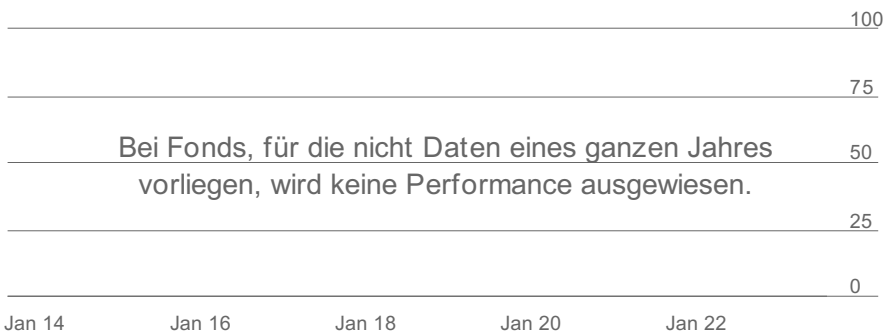 100
75
Bei Fonds, für die nicht Daten eines ganzen Jahres
50
vorliegen, wird keine Performance ausgewiesen.
25
0
Jan 14 Jan 16 Jan 18 Jan 20 Jan 22